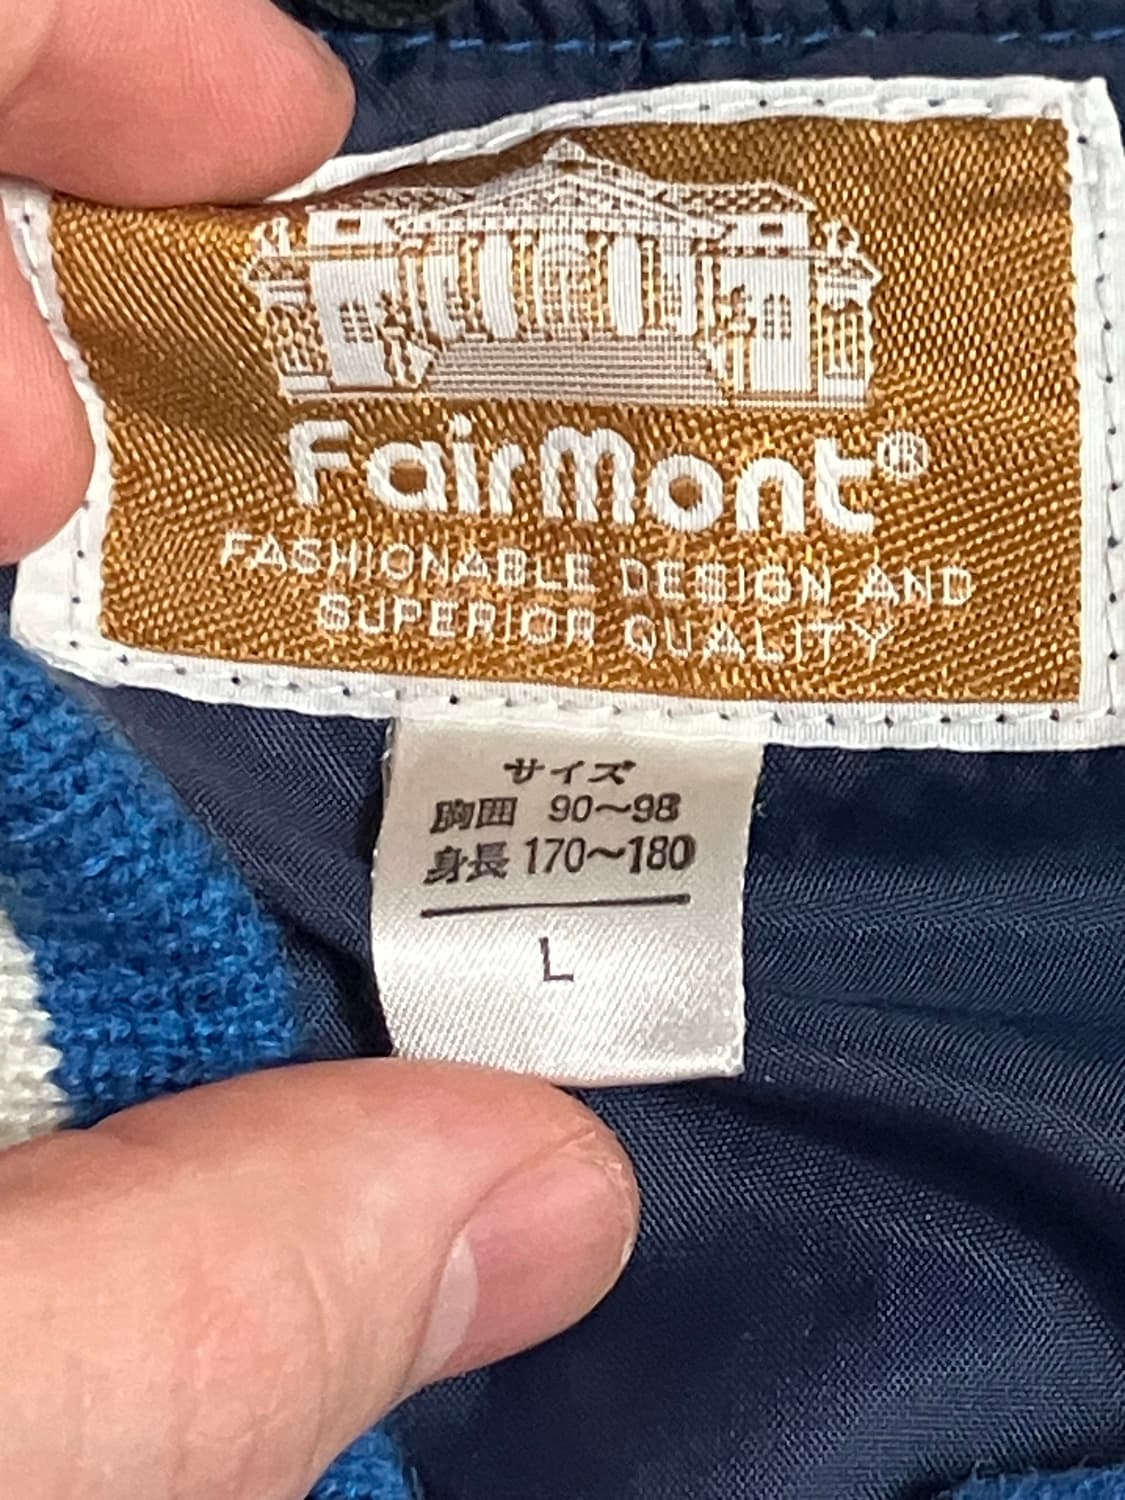 FairMont®
FASHIONABLE DESIGN AND
SUPERIOR QUALITY
サイズ
胸囲 90〜98
身長 170〜180
L